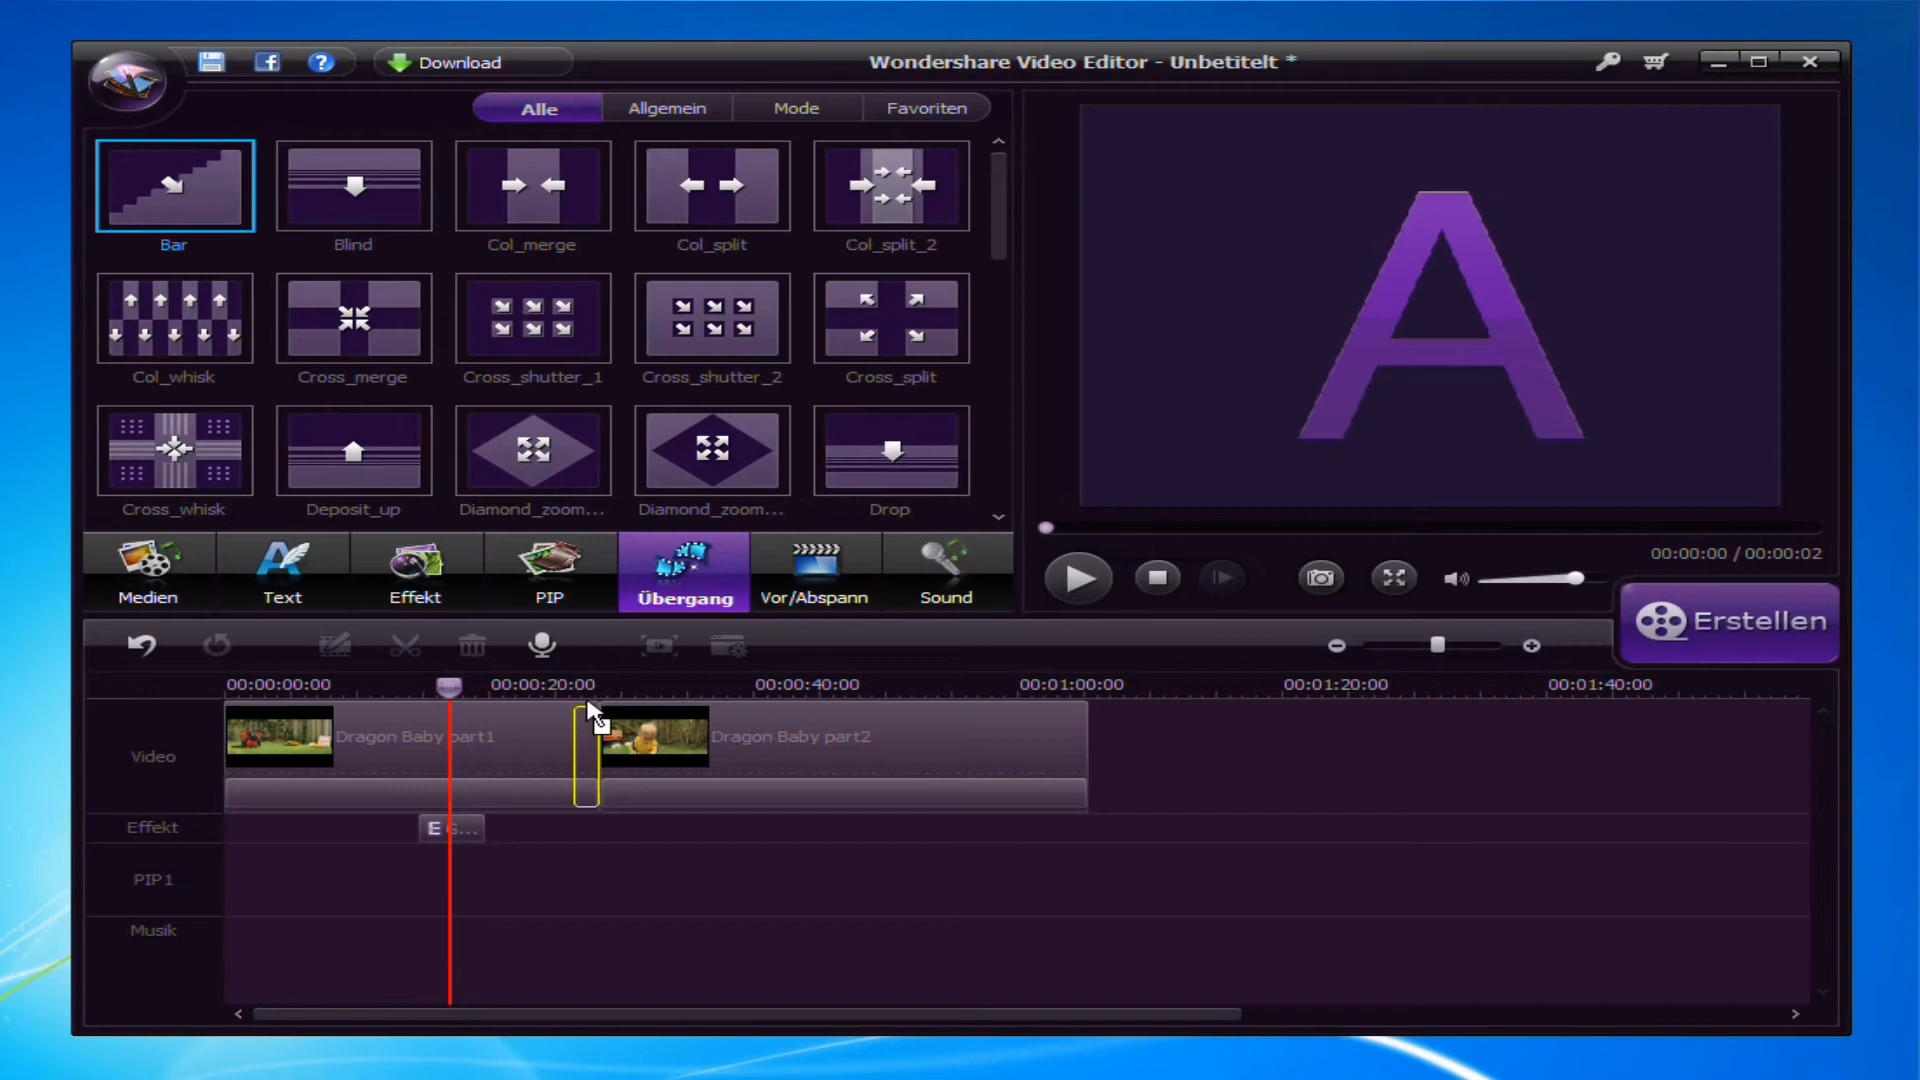 Download
Wondershare Video Editor - Unbetitelt *
Alle
Allgemein
Mode
Favoriten
Bar
Blind
Col_merge
Col_split
Col_split_2
Col_whisk
Cross_merge
Cross_shutter_1
Cross_shutter_2
Cross_split
Cross_whisk
Deposit_up
Diamond_zoom...
Diamond_zoom...
Drop
A
00:00:00 / 00:00:02
Medien
Text
Effekt
PIP
Übergang
Vor/Abspann
Sound
Erstellen
00:00:00:00
00:00:20:00
00:00:40:00
00:01:00:00
00:01:20:00
00:01:40:00
Video
Dragon Baby part1
Dragon Baby part2
Effekt
E G...
PIP1
Musik